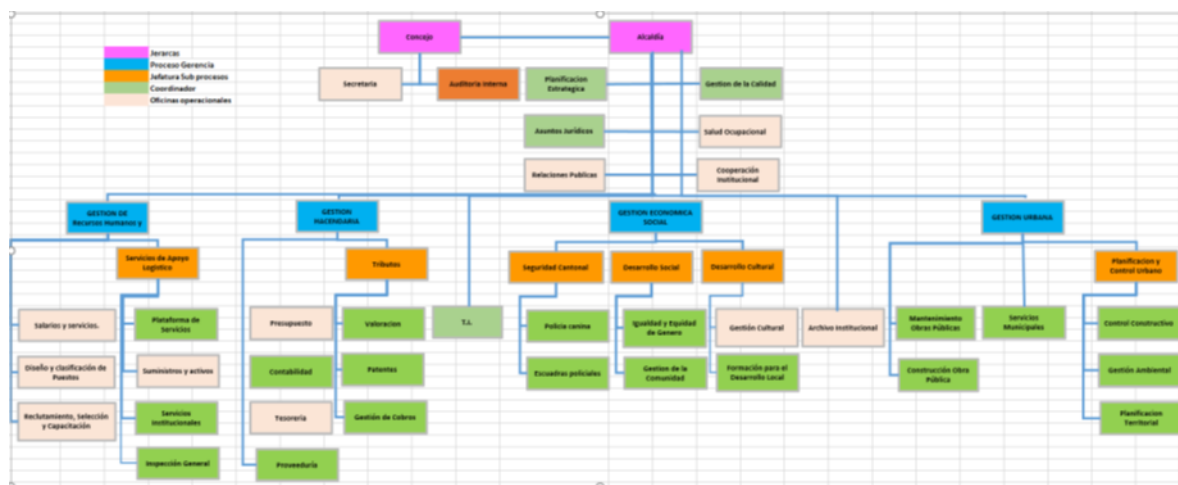 Concejo
Alcaldía
Jerarcas
Proceso Gerencia
Jefatura Sub procesos
Coordinador
Oficinas operacionales
Secretaria
Auditoria Interna
Planificacion
Estrategica
Gestion de la Calidad
Asuntos Jurídicos
Salud Ocupacional
Relaciones Publicas
Cooperación
Institucional
GESTION DE
Recursos Humanos y
GESTION
HACENDARIA
GESTION ECONOMICA
SOCIAL
GESTION URBANA
Servicios de Apoyo
Logistico
Tributos
Seguridad Cantonal
Desarrollo Social
Desarrollo Cultural
Planificacion y
Control Urbano
Salarios y servicios.
Plataforma de
Servicios
Presupuesto
Valoracion
T.I.
Policia canina
Igualdad y Equidad
de Genero
Gestión Cultural
Archivo Institucional
Mantenimiento
Obras Públicas
Servicios
Municipales
Control Constructivo
Diseño y clasificación de
Puestos
Suministros y activos
Contabilidad
Patentes
Escuadras policiales
Gestion de la
Comunidad
Formación para el
Desarrollo Local
Construcción Obra
Pública
Gestión Ambiental
Reclutamiento, Selección
y Capacitación
Servicios
Institucionales
Tesorería
Gestión de Cobros
Planificacion
Territorial
Inspección General
Proveeduría